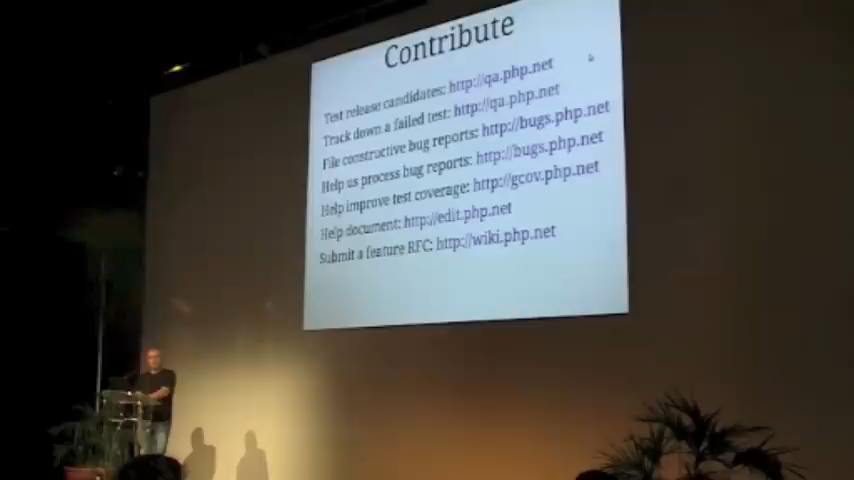 Contribute
Test release candidates: http://qa.php.net
Track down a failed test: http://qa.php.net
File constructive bug reports: http://bugs.php.net
Help us process bug reports: http://bugs.php.net
Help improve test coverage: http://gcov.php.net
Help document: http://edit.php.net
Submit a feature RFC: http://wiki.php.net